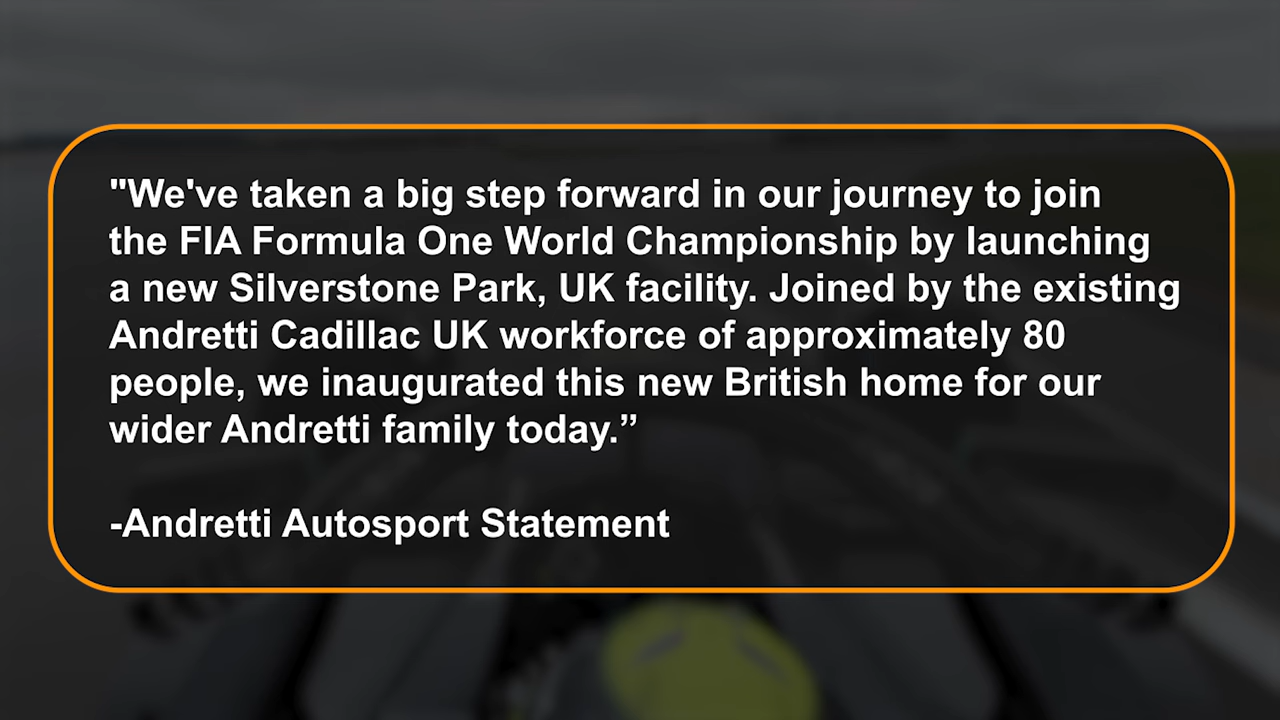 "We've taken a big step forward in our journey to join
the FIA Formula One World Championship by launching
a new Silverstone Park, UK facility. Joined by the existing
Andretti Cadillac UK workforce of approximately 80
people, we inaugurated this new British home for our
wider Andretti family today.”
-Andretti Autosport Statement